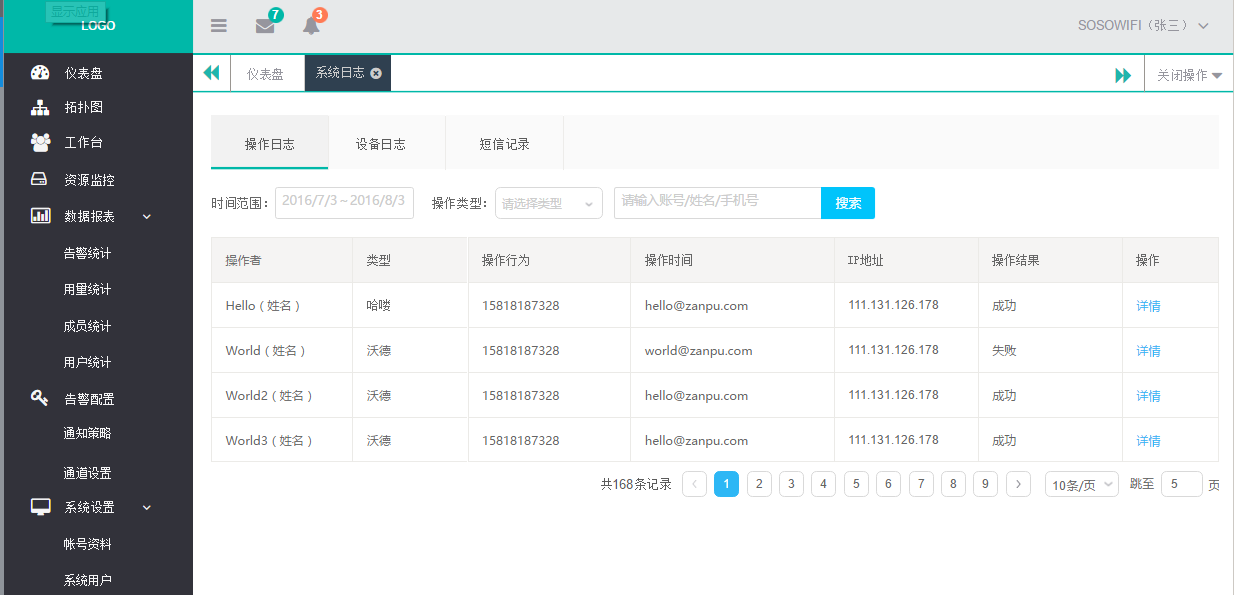 显示应用
LOGO
7
3
SOSOWIFI（张三）
仪表盘
系统日志
关闭操作
仪表盘
拓扑图
工作台
资源监控
数据报表
告警统计
用量统计
成员统计
用户统计
告警配置
通知策略
通道设置
系统设置
帐号资料
系统用户
操作日志 设备日志 短信记录
时间范围： 2016/7/3 ~ 2016/8/3 操作类型： 请选择类型 请输入账号/姓名/手机号 搜索
操作者 类型 操作行为 操作时间 IP地址 操作结果 操作
Hello（姓名） 哈喽 15818187328 hello@zanpu.com 111.131.126.178 成功 详情
World（姓名） 沃德 15818187328 world@zanpu.com 111.131.126.178 失败 详情
World2（姓名） 沃德 15818187328 hello@zanpu.com 111.131.126.178 成功 详情
World3（姓名） 沃德 15818187328 hello@zanpu.com 111.131.126.178 成功 详情
共168条记录 1 2 3 4 5 6 7 8 9 10条/页 跳至 5 页